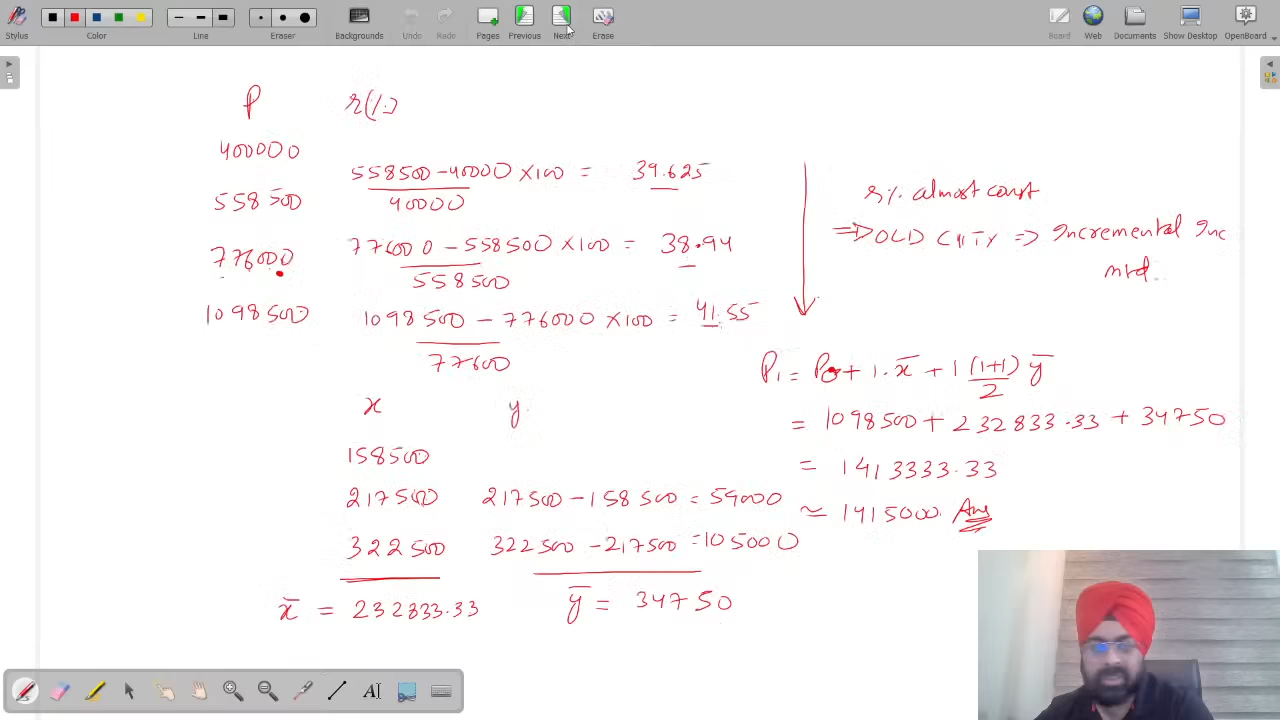 Stylus Color Line Eraser Backgrounds Undo Redo Pages Previous Next Erase Board Web Documents Show Desktop OpenBoard
P r(%)
400000
558500-40000 ×100 = 39.625
40000
558500
776000 - 558500 ×100 = 38.94
558500
776000
1098500 - 776000 ×100 = 41.55
77600
1098500
r% almost const
⇒ OLD CITY ⇒ Incremental Inc
mtd.
x y
158500
217500 217500-158500 = 59000
322500 322500-217500 = 105000
x̄ = 232833.33 ȳ = 34750
P1 = P0 + 1. x̄ + 1 (1+1) ȳ
2
= 1098500 + 232833.33 + 34750
= 1413333.33
≈ 1415000. Ans